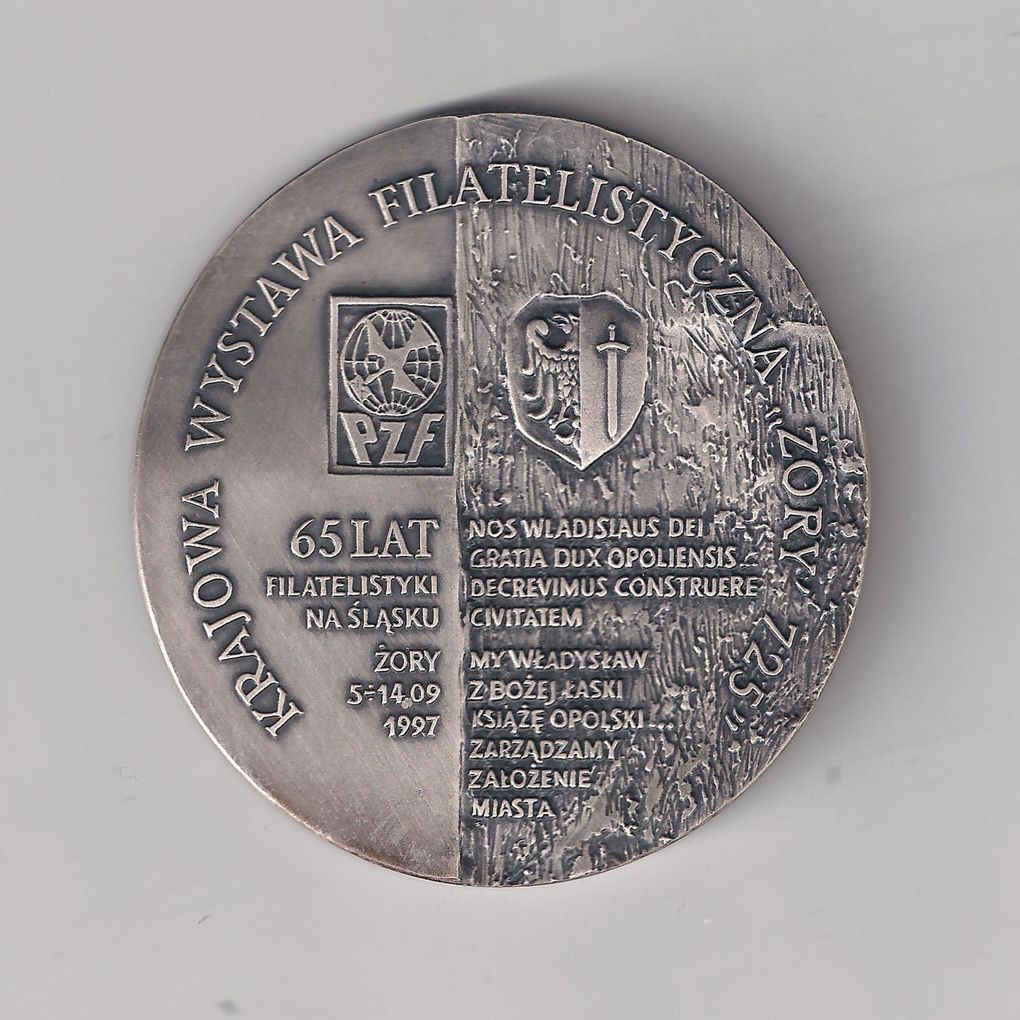 KRAJOWA WYSTAWA FILATELISTYCZNA „ŻORY 725”
PZF
65 LAT
FILATELISTYKI
NA ŚLĄSKU
ŻORY
5÷14.09
1997
NOS WLADISLAUS DEI
GRATIA DUX OPOLIENSIS...
DECREVIMUS CONSTRUERE
CIVITATEM
MY WŁADYSŁAW
Z BOŻEJ ŁASKI
KSIĄŻĘ OPOLSKI...
ZARZĄDZAMY
ZAŁOŻENIE
MIASTA